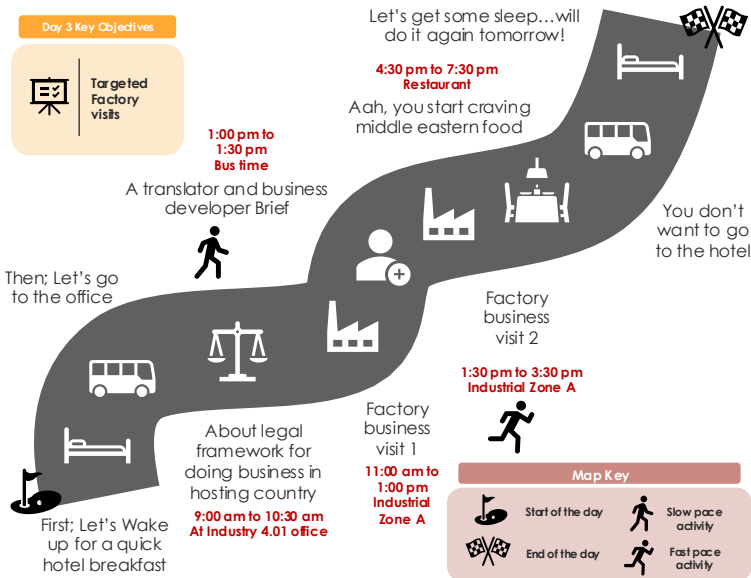 Day 3 Key Objectives
Targeted
Factory
visits
First; Let's Wake
up for a quick
hotel breakfast
Then; Let's go
to the office
About legal
framework for
doing business in
hosting country
9:00 am to 10:30 am
At Industry 4.01 office
Factory
business
visit 1
11:00 am to
1:00 pm
Industrial
Zone A
1:00 pm to
1:30 pm
Bus time
A translator and business
developer Brief
Factory
business
visit 2
1:30 pm to 3:30 pm
Industrial Zone A
4:30 pm to 7:30 pm
Restaurant
Aah, you start craving
middle eastern food
You don't
want to go
to the hotel
Let's get some sleep...will
do it again tomorrow!
Map Key
Start of the day
Slow pace
activity
End of the day
Fast pace
activity